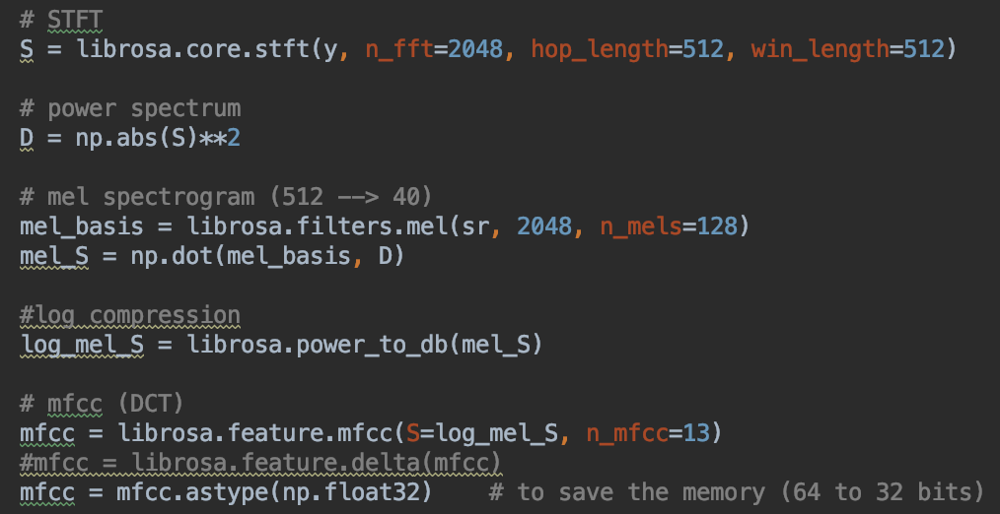 # STFT
S = librosa.core.stft(y, n_fft=2048, hop_length=512, win_length=512)
# power spectrum
D = np.abs(S)**2
# mel spectrogram (512 --> 40)
mel_basis = librosa.filters.mel(sr, 2048, n_mels=128)
mel_S = np.dot(mel_basis, D)
#log compression
log_mel_S = librosa.power_to_db(mel_S)
# mfcc (DCT)
mfcc = librosa.feature.mfcc(S=log_mel_S, n_mfcc=13)
#mfcc = librosa.feature.delta(mfcc)
mfcc = mfcc.astype(np.float32)    # to save the memory (64 to 32 bits)